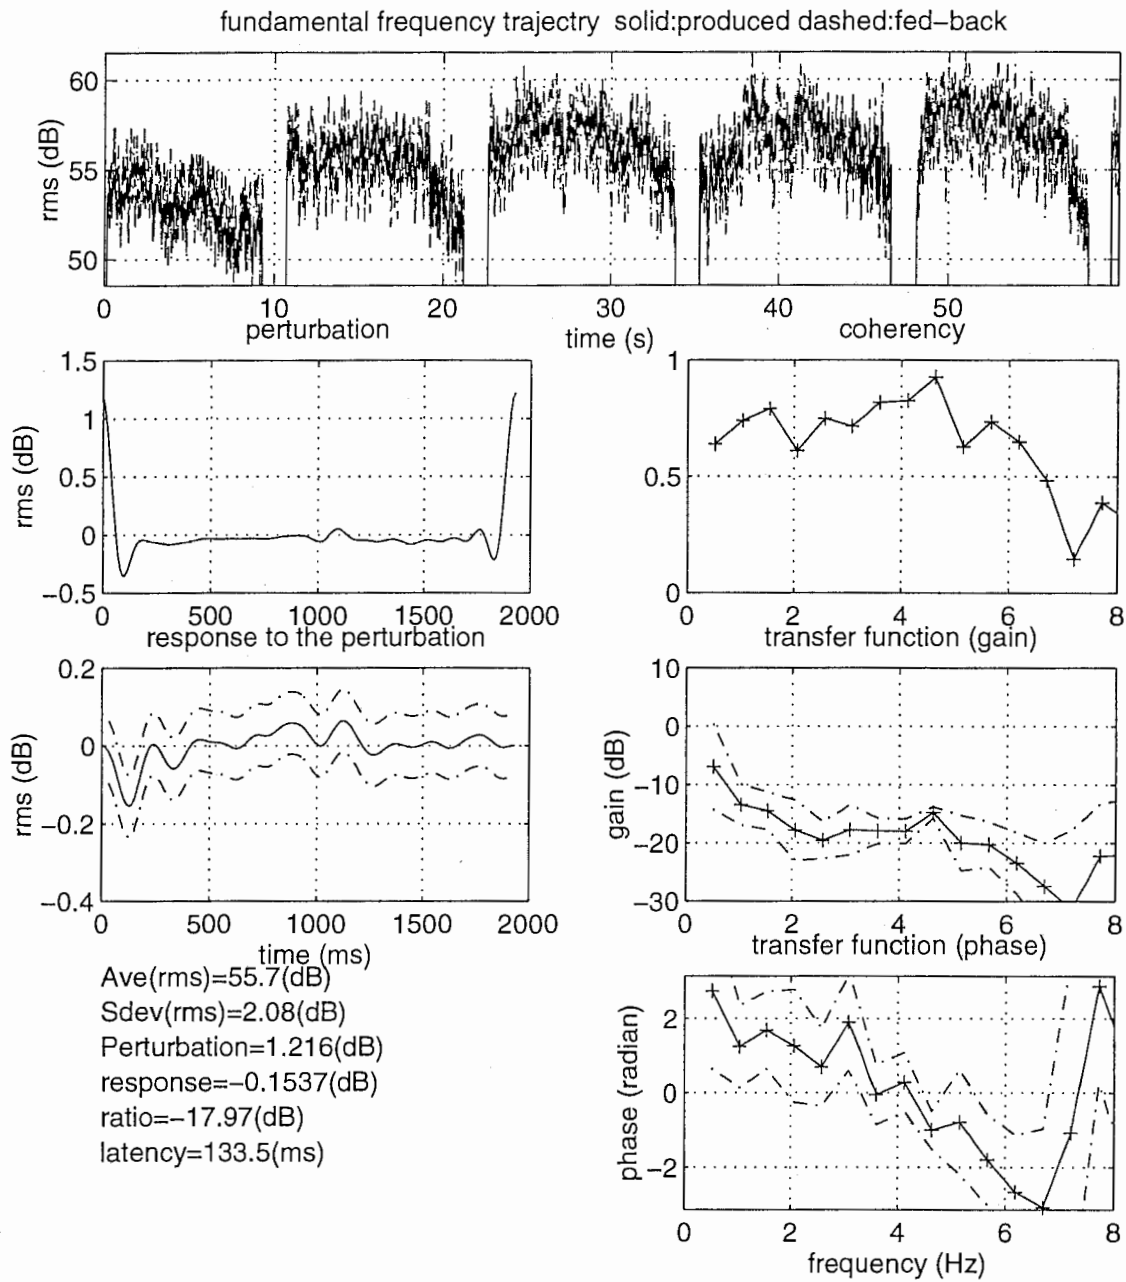 fundamental frequency trajectry solid:produced dashed:fed−back
60
55
50
rms (dB)
0 10 20 30 40 50
time (s)
perturbation
1.5
1
0.5
0
−0.5
rms (dB)
0 500 1000 1500 2000
coherency
1
0.5
0
0 2 4 6 8
response to the perturbation
0.2
0
−0.2
−0.4
rms (dB)
0 500 1000 1500 2000
time (ms)
transfer function (gain)
10
0
−10
−20
−30
gain (dB)
0 2 4 6 8
transfer function (phase)
2
0
−2
phase (radian)
0 2 4 6 8
frequency (Hz)
Ave(rms)=55.7(dB)
Sdev(rms)=2.08(dB)
Perturbation=1.216(dB)
response=−0.1537(dB)
ratio=−17.97(dB)
latency=133.5(ms)